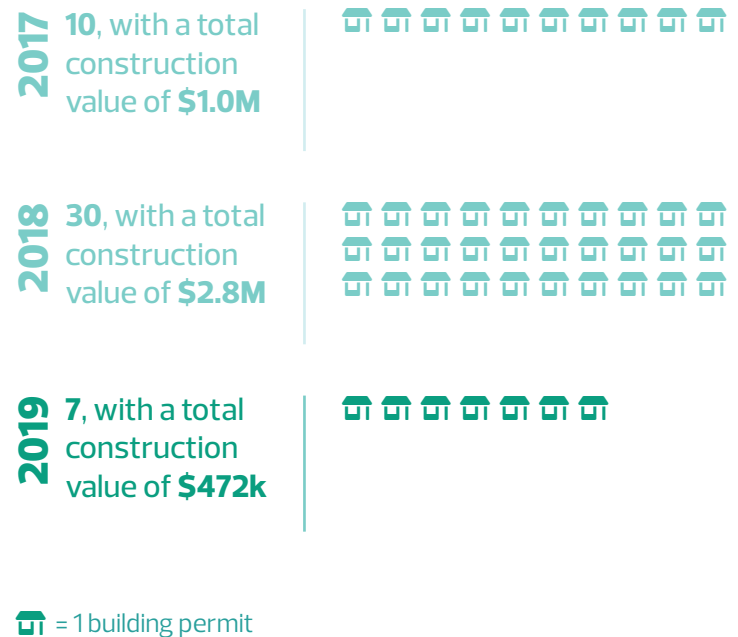 2017
10, with a total
construction
value of $1.0M
2018
30, with a total
construction
value of $2.8M
2019
7, with a total
construction
value of $472k
= 1 building permit